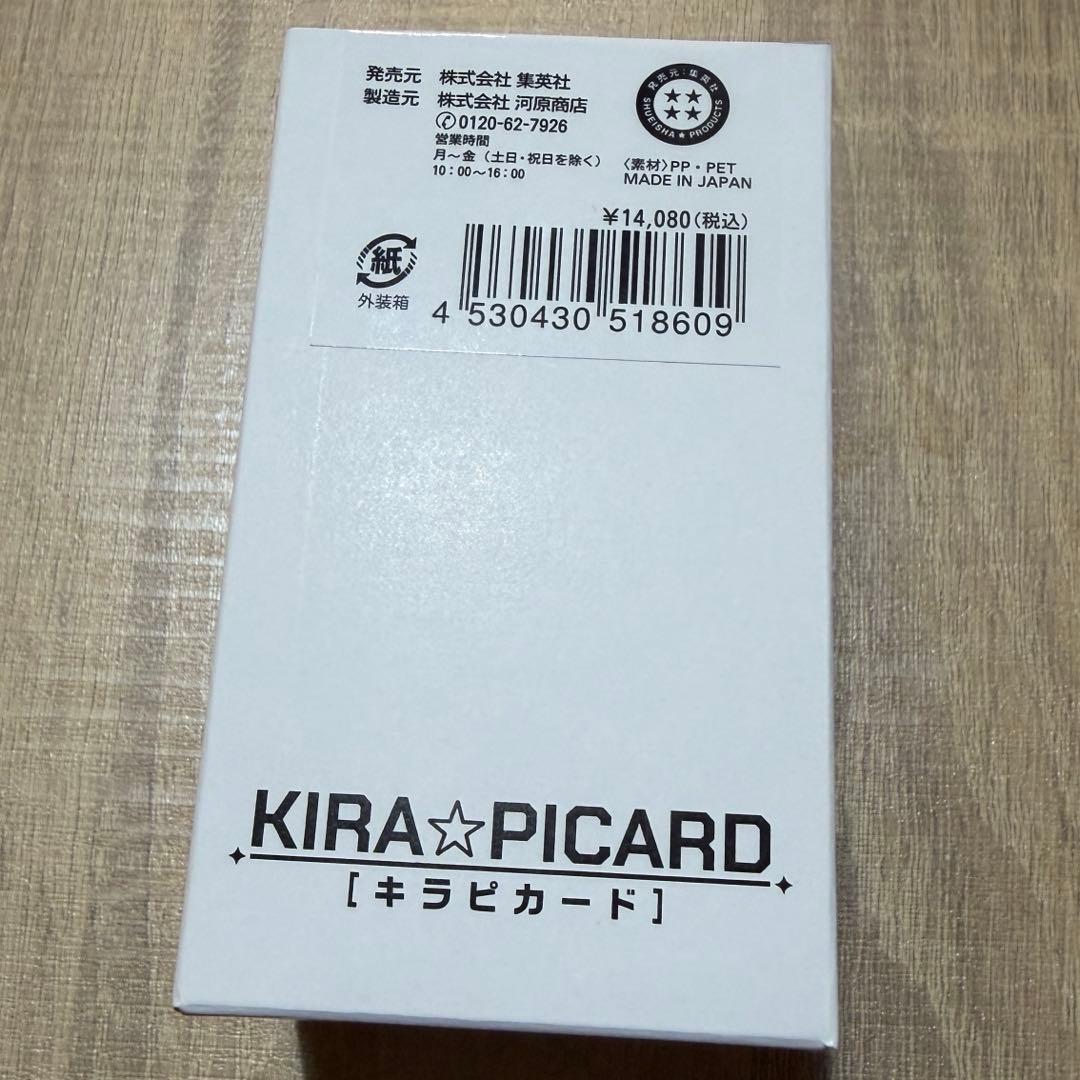 発売元 株式会社 集英社
製造元 株式会社 河原商店
0120-62-7926
営業時間
月～金（土日・祝日を除く）
10：00～16：00
発売元：集英社
SHUEISHA★PRODUCTS
〈素材〉PP・PET
MADE IN JAPAN
￥14,080（税込）
紙
外装箱
4 530430 518609
KIRA☆PICARD
[キラピカード]